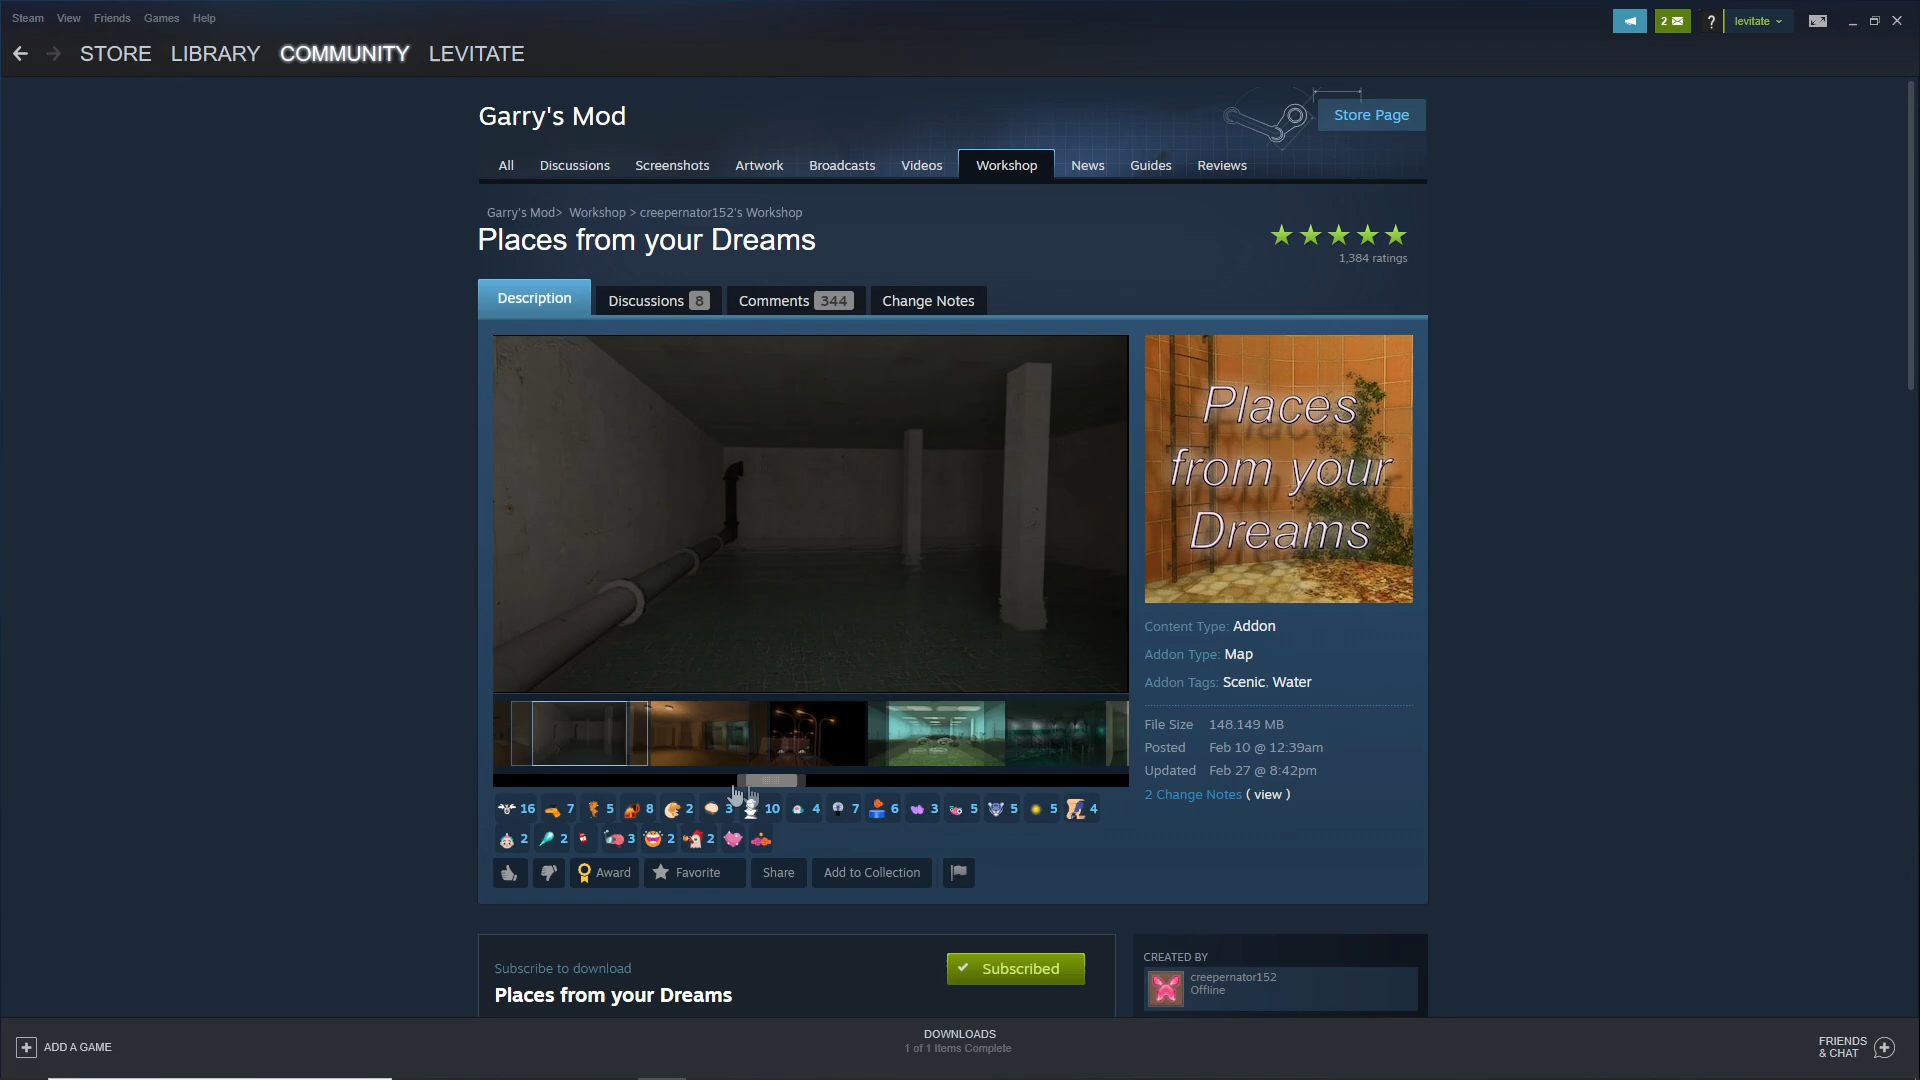 Steam View Friends Games Help
2
?
levitate
STORE LIBRARY COMMUNITY LEVITATE
Garry's Mod
Store Page
All Discussions Screenshots Artwork Broadcasts Videos Workshop News Guides Reviews
Garry's Mod> Workshop > creepernator152's Workshop
Places from your Dreams
1,384 ratings
Description
Discussions 8
Comments 344
Change Notes
Places
from your
Dreams
Content Type: Addon
Addon Type: Map
Addon Tags: Scenic, Water
File Size 148.149 MB
Posted Feb 10 @ 12:39am
Updated Feb 27 @ 8:42pm
2 Change Notes ( view )
16 7 5 8 2 3 10 4 7 6 3 5 5 5 4
2 2 3 2 2
Award Favorite Share Add to Collection
Subscribe to download
Places from your Dreams
Subscribed
CREATED BY
creepernator152
Offline
ADD A GAME
DOWNLOADS
1 of 1 Items Complete
FRIENDS
& CHAT